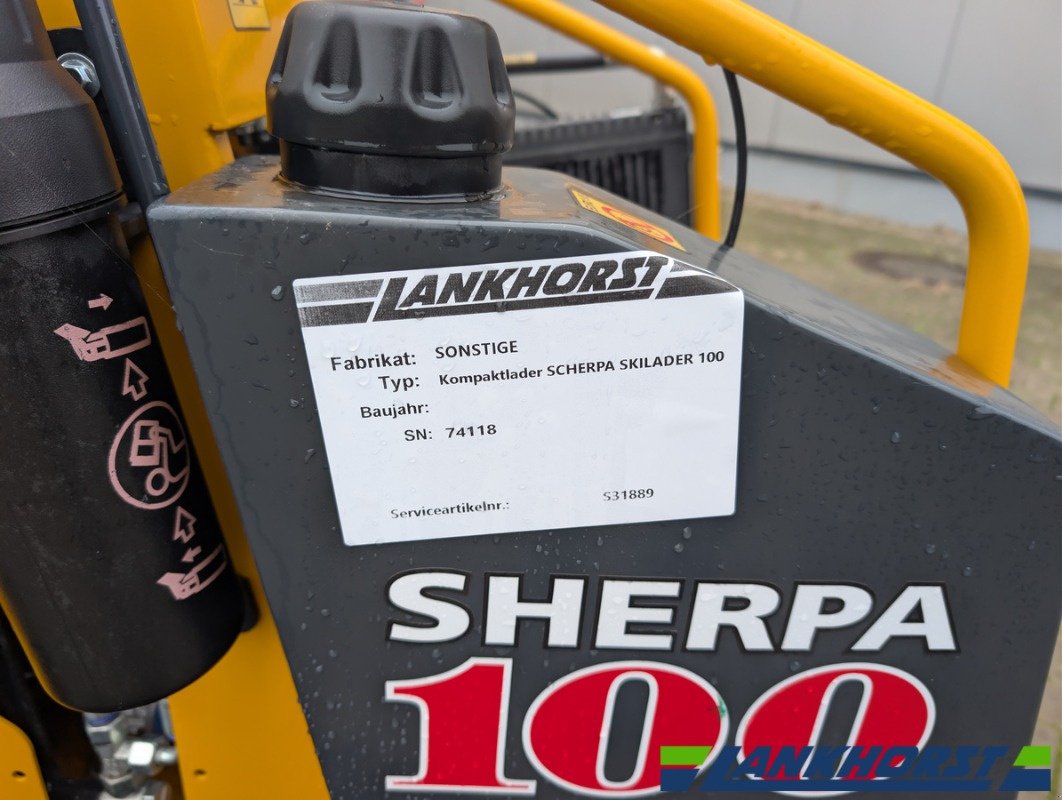 LANKHORST
Fabrikat: SONSTIGE
Typ: Kompaktlader SCHERPA SKILADER 100
Baujahr:
SN: 74118
Serviceartikelnr.: S31889
SHERPA
100
LANKHORST